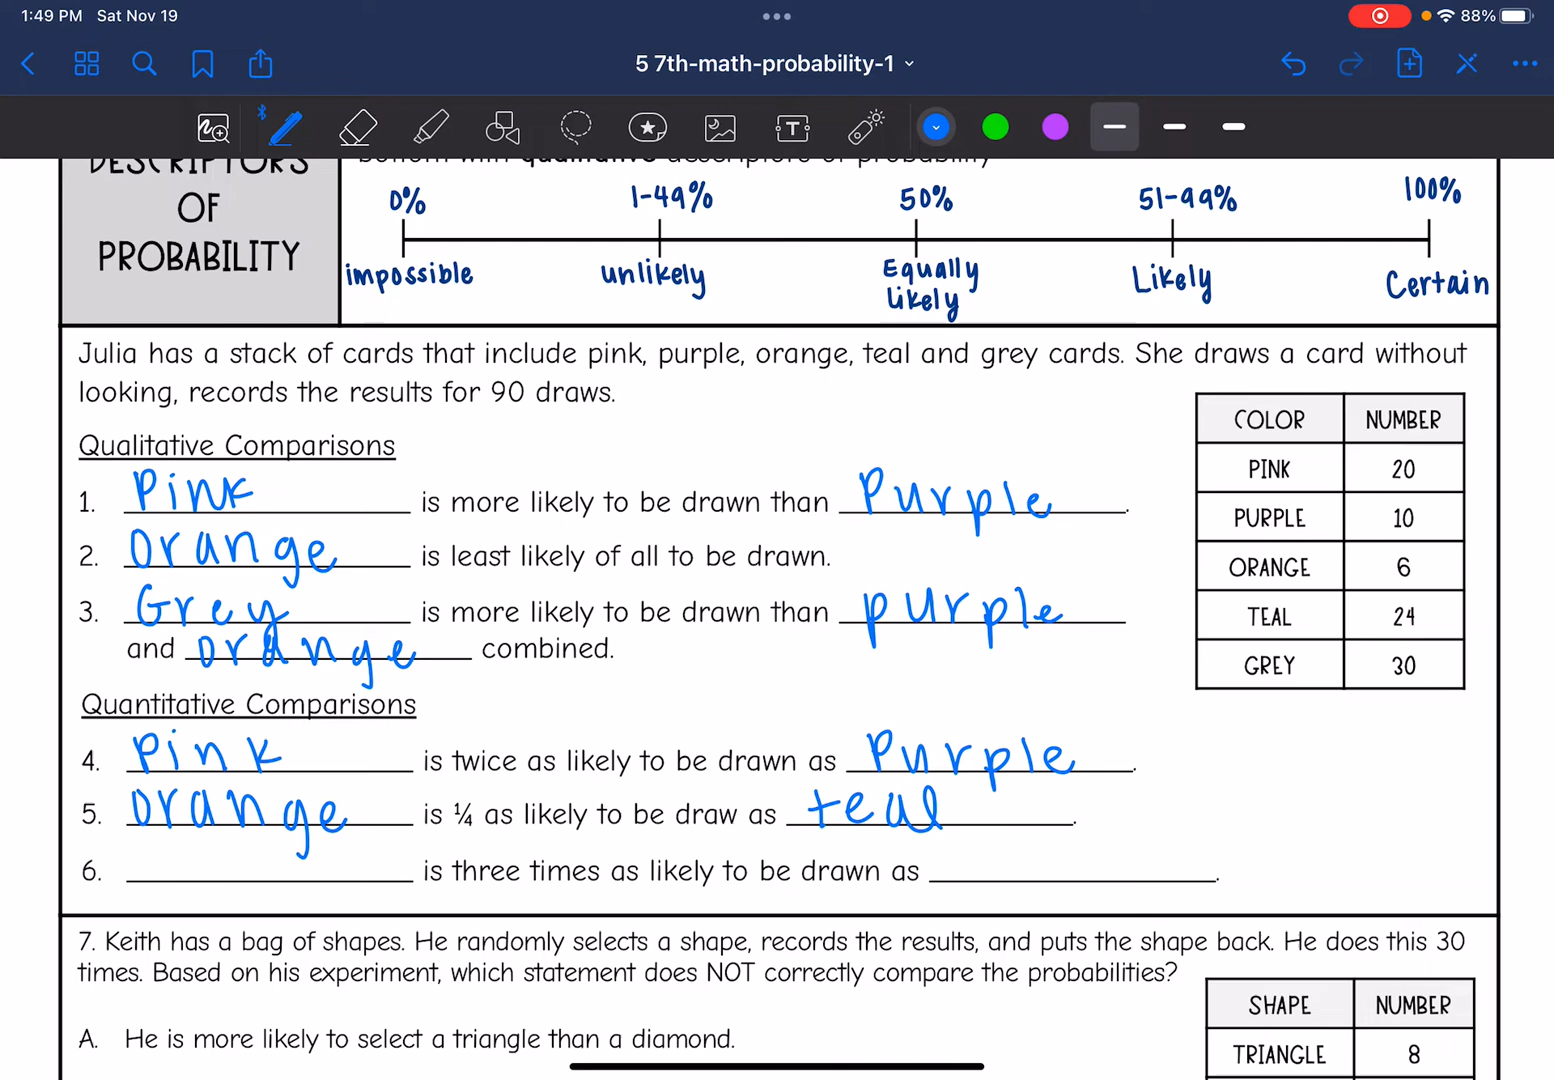 1:49 PM Sat Nov 19
88%
5 7th-math-probability-1
T
DESCRIPTORS
OF
PROBABILITY
bottom with qualitative descriptors of probability
0% 1-49% 50% 51-99% 100%
impossible unlikely Equally likely Likely Certain
Julia has a stack of cards that include pink, purple, orange, teal and grey cards. She draws a card without
looking, records the results for 90 draws.
COLOR NUMBER
PINK 20
PURPLE 10
ORANGE 6
TEAL 24
GREY 30
Qualitative Comparisons
1. Pink is more likely to be drawn than Purple.
2. Orange is least likely of all to be drawn.
3. Grey is more likely to be drawn than purple
and orange combined.
Quantitative Comparisons
4. Pink is twice as likely to be drawn as Purple.
5. Orange is ¼ as likely to be draw as teal.
6. ____ is three times as likely to be drawn as ____.
7. Keith has a bag of shapes. He randomly selects a shape, records the results, and puts the shape back. He does this 30
times. Based on his experiment, which statement does NOT correctly compare the probabilities?
SHAPE NUMBER
TRIANGLE 8
A. He is more likely to select a triangle than a diamond.